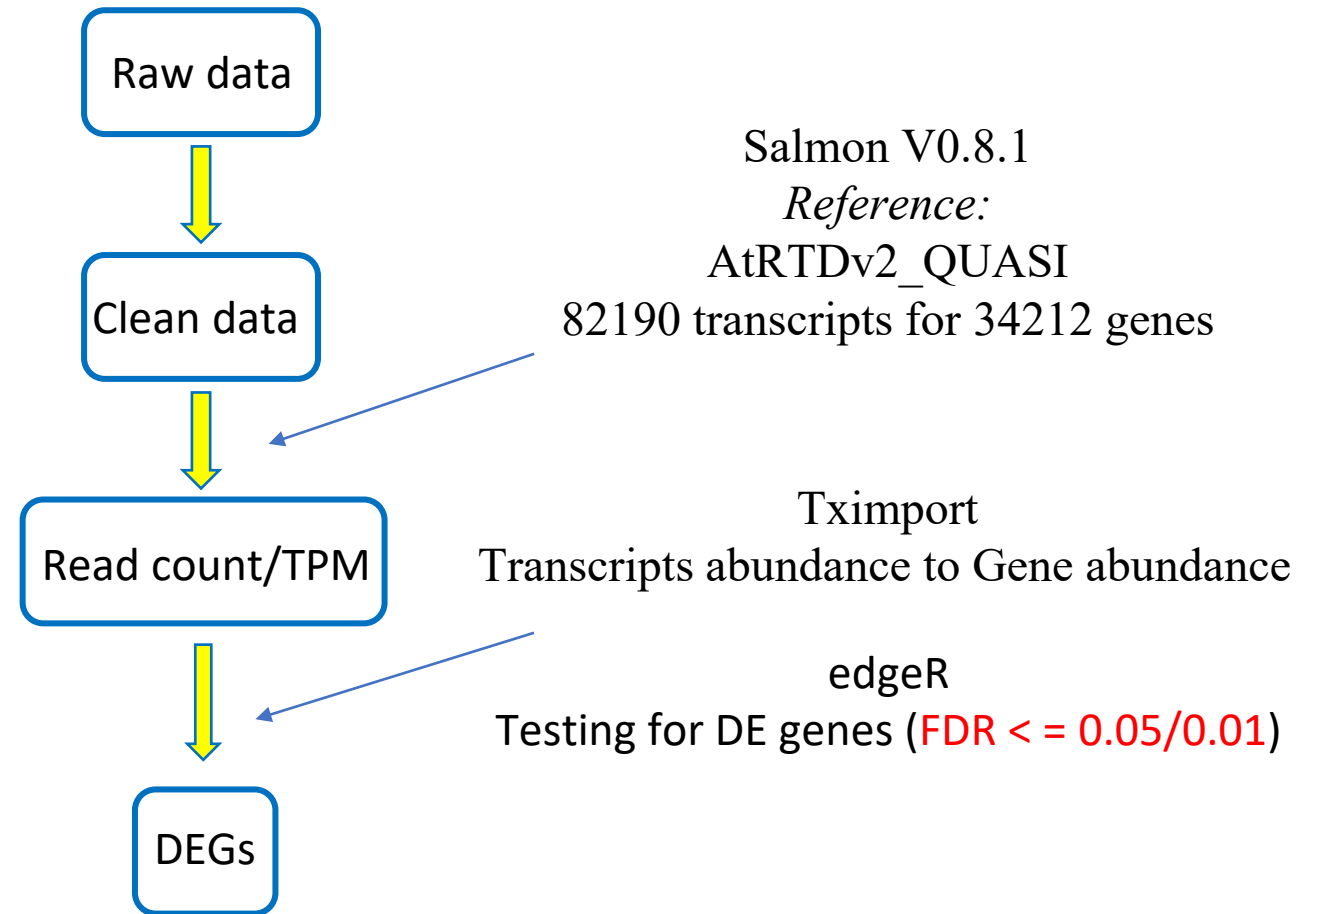 Raw data
Salmon V0.8.1
Reference:
AtRTDv2_QUASI
82190 transcripts for 34212 genes
Clean data
Read count/TPM
Tximport
Transcripts abundance to Gene abundance
edgeR
Testing for DE genes (FDR < = 0.05/0.01)
DEGs